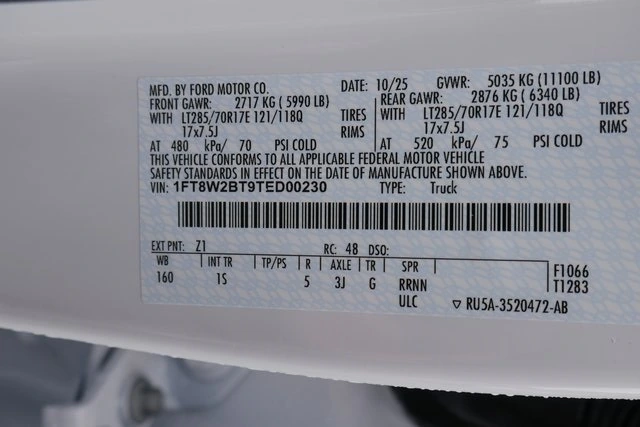 MFD. BY FORD MOTOR CO. DATE: 10/25 GVWR: 5035 KG (11100 LB)
FRONT GAWR: 2717 KG ( 5990 LB) REAR GAWR: 2876 KG ( 6340 LB)
WITH LT285/70R17E 121/118Q TIRES WITH LT285/70R17E 121/118Q TIRES
17x7.5J RIMS 17x7.5J RIMS
AT 480 kPa/ 70 PSI COLD AT 520 kPa/ 75 PSI COLD
THIS VEHICLE CONFORMS TO ALL APPLICABLE FEDERAL MOTOR VEHICLE
SAFETY STANDARDS IN EFFECT ON THE DATE OF MANUFACTURE SHOWN ABOVE.
VIN: 1FT8W2BT9TED00230 TYPE: Truck
EXT PNT: Z1 RC: 48 DSO:
WB INT TR TP/PS R AXLE TR SPR F1066
160 1S 5 3J G RRNN T1283
ULC ▽ RU5A-3520472-AB